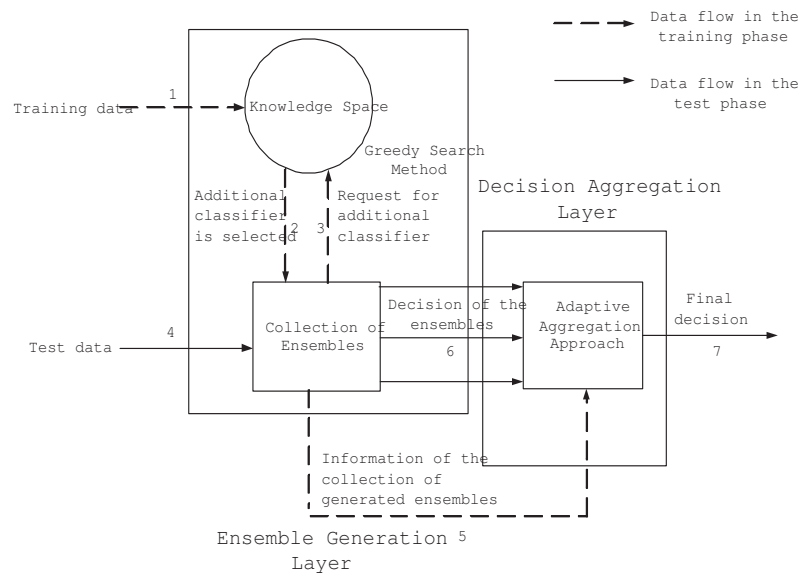 Data flow in the
training phase
Data flow in the
test phase
1
Training data
Knowledge Space
Greedy Search
Method
Additional
classifier
is selected
2
3
Request for
additional
classifier
Decision Aggregation
Layer
4
Test data
Collection of
Ensembles
Decision of the
ensembles
6
Adaptive
Aggregation
Approach
Final
decision
7
Information of the
collection of
generated ensembles
Ensemble Generation
Layer
5